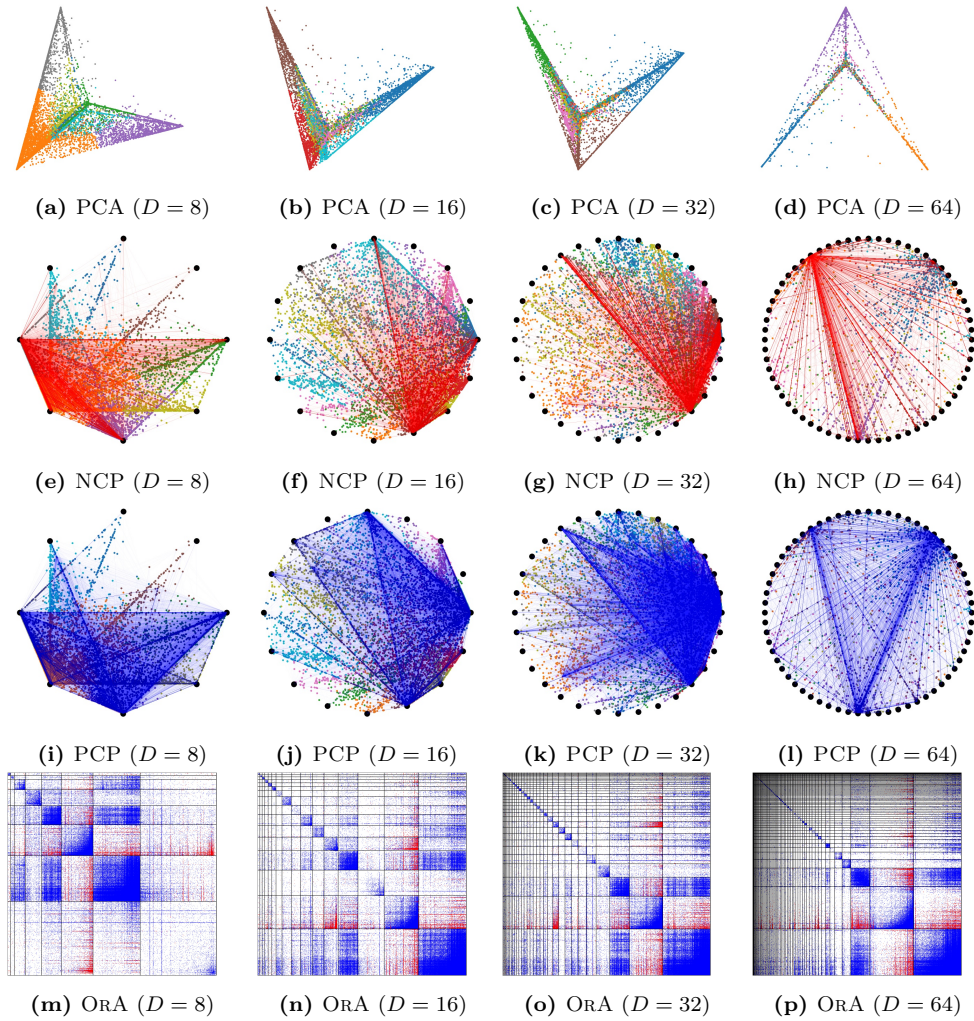 (a) PCA (D = 8) (b) PCA (D = 16) (c) PCA (D = 32) (d) PCA (D = 64)
(e) NCP (D = 8) (f) NCP (D = 16) (g) NCP (D = 32) (h) NCP (D = 64)
(i) PCP (D = 8) (j) PCP (D = 16) (k) PCP (D = 32) (l) PCP (D = 64)
(m) OrA (D = 8) (n) OrA (D = 16) (o) OrA (D = 32) (p) OrA (D = 64)